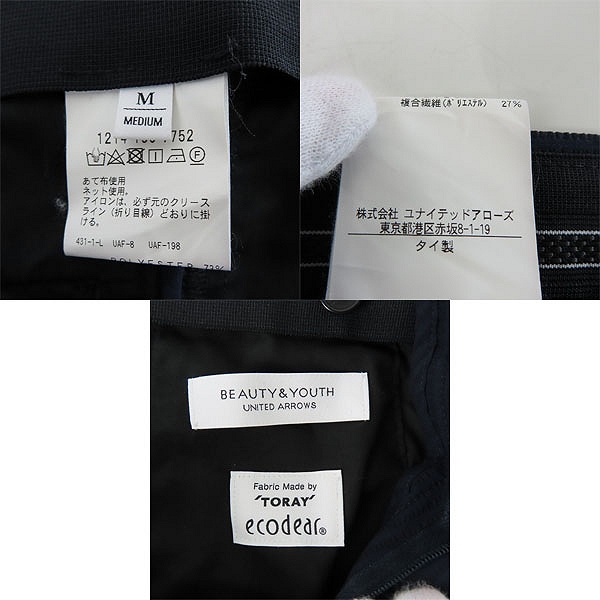 M
MEDIUM
752
あて布使用
ネット使用。
アイロンは、必ず元のクリース
ライン（折り目線）どおりに掛
ける。
431-1-L UAF-8 UAF-198
POLYESTER 73%
複合繊維(ポリエステル) 27%
株式会社 ユナイテッドアローズ
東京都港区赤坂8-1-19
タイ製
BEAUTY&YOUTH
UNITED ARROWS
Fabric Made by
'TORAY'
ecodear®